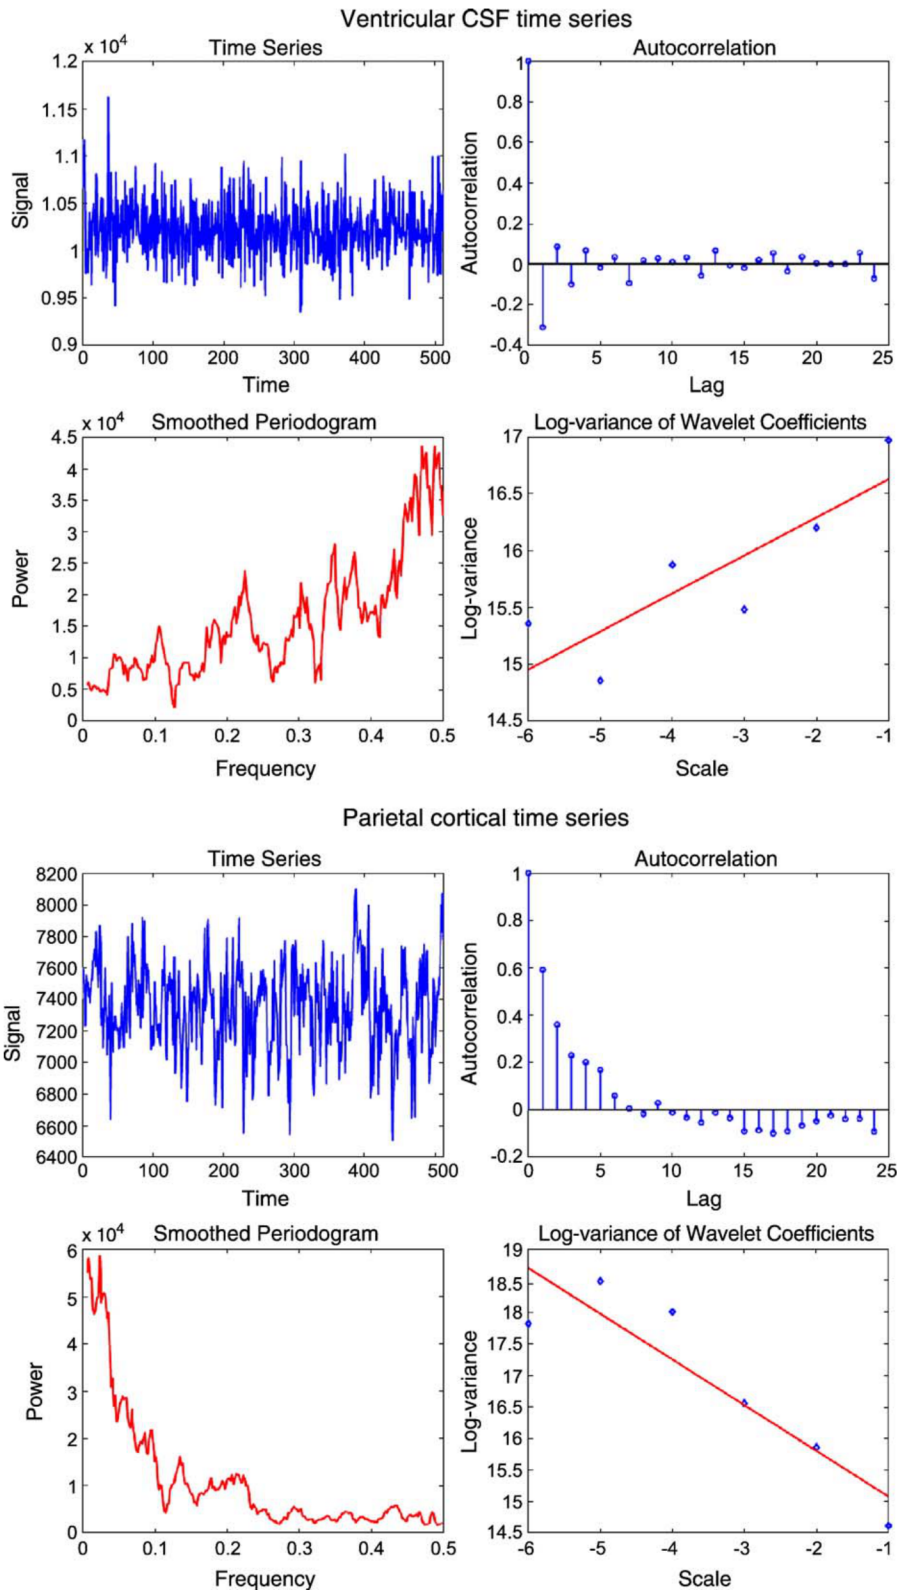 Ventricular CSF time series
Time Series
x 10⁴
1.2
1.15
1.1
1.05
1
0.95
0.9
Signal
0 100 200 300 400 500
Time
Autocorrelation
1
0.8
0.6
0.4
0.2
0
-0.2
-0.4
Autocorrelation
0 5 10 15 20 25
Lag
Smoothed Periodogram
x 10⁴
4.5
4
3.5
3
2.5
2
1.5
1
0.5
0
Power
0 0.1 0.2 0.3 0.4 0.5
Frequency
Log-variance of Wavelet Coefficients
17
16.5
16
15.5
15
14.5
Log-variance
-6 -5 -4 -3 -2 -1
Scale
Parietal cortical time series
Time Series
8200
8000
7800
7600
7400
7200
7000
6800
6600
6400
Signal
0 100 200 300 400 500
Time
Autocorrelation
1
0.8
0.6
0.4
0.2
0
-0.2
Autocorrelation
0 5 10 15 20 25
Lag
Smoothed Periodogram
x 10⁴
6
5
4
3
2
1
0
Power
0 0.1 0.2 0.3 0.4 0.5
Frequency
Log-variance of Wavelet Coefficients
19
18.5
18
17.5
17
16.5
16
15.5
15
14.5
Log-variance
-6 -5 -4 -3 -2 -1
Scale